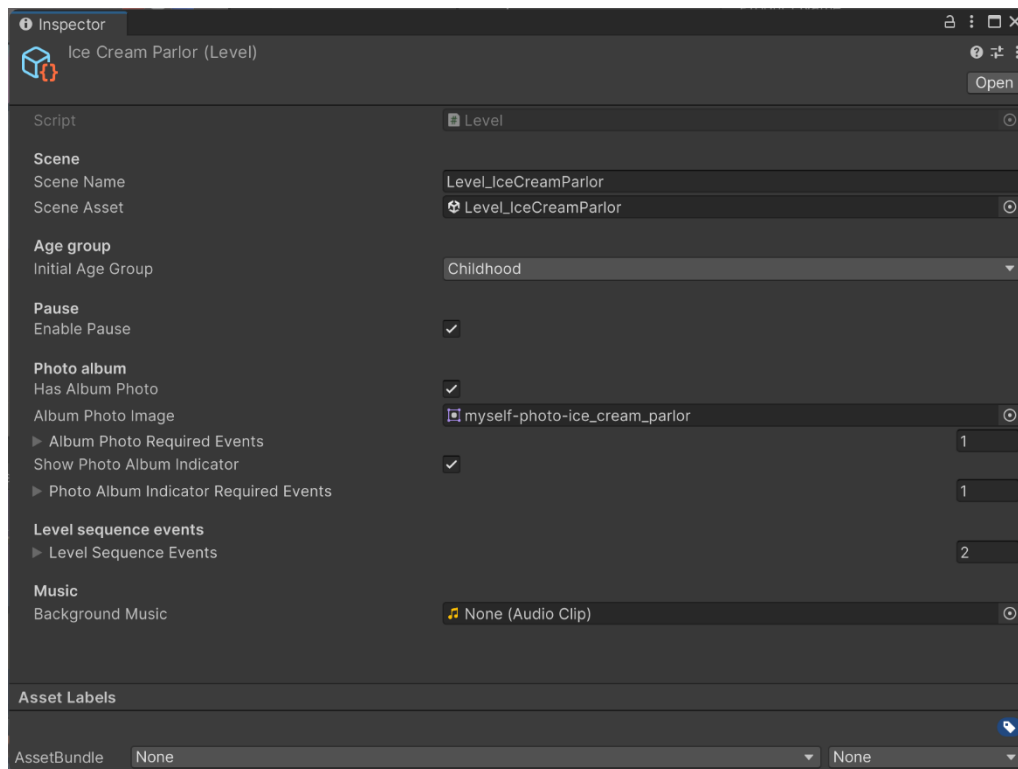 Inspector
Ice Cream Parlor (Level)
Open
Script Level
Scene
Scene Name Level_IceCreamParlor
Scene Asset Level_IceCreamParlor
Age group
Initial Age Group Childhood
Pause
Enable Pause
Photo album
Has Album Photo
Album Photo Image myself-photo-ice_cream_parlor
Album Photo Required Events 1
Show Photo Album Indicator
Photo Album Indicator Required Events 1
Level sequence events
Level Sequence Events 2
Music
Background Music None (Audio Clip)
Asset Labels
AssetBundle None None